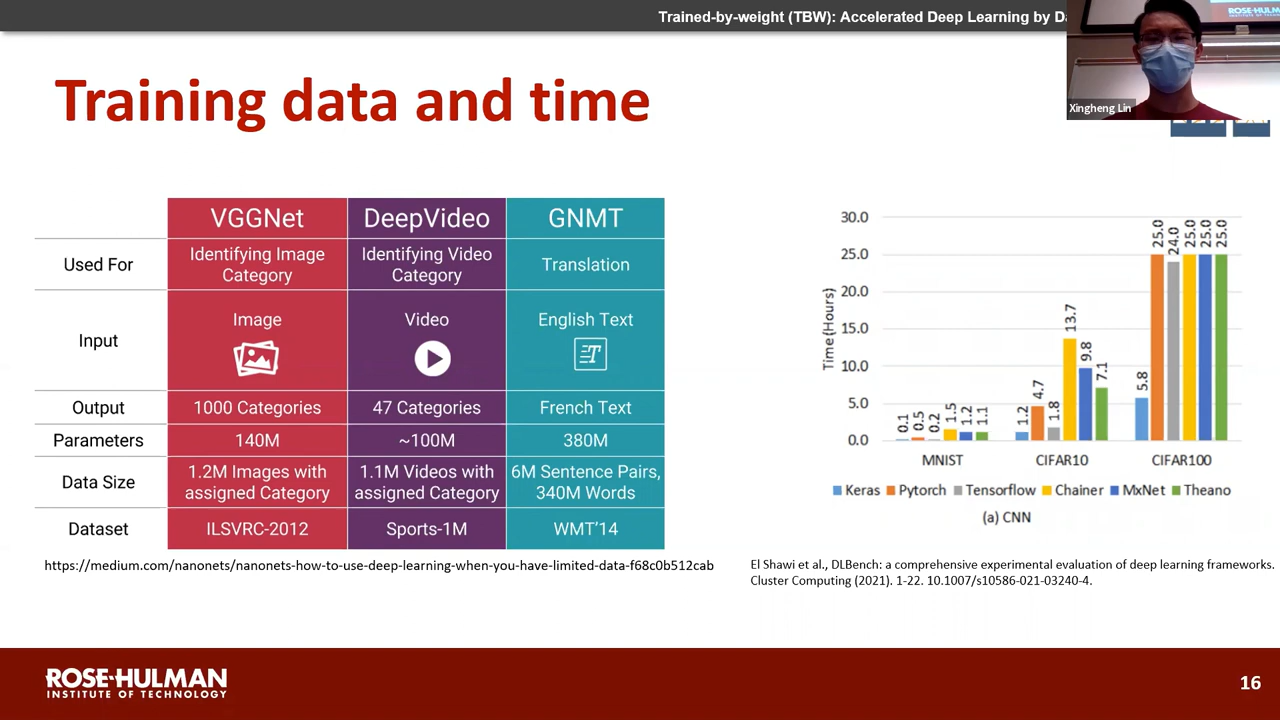 Trained-by-weight (TBW): Accelerated Deep Learning by
ROSE-HULMAN
Xingheng Lin
Training data and time
VGGNet DeepVideo GNMT
Used For
Identifying Image Category
Identifying Video Category
Translation
Input
Image
Video
English Text
T
Output 1000 Categories 47 Categories French Text
Parameters 140M ~100M 380M
Data Size
1.2M Images with assigned Category
1.1M Videos with assigned Category
6M Sentence Pairs, 340M Words
Dataset ILSVRC-2012 Sports-1M WMT'14
https://medium.com/nanonets/nanonets-how-to-use-deep-learning-when-you-have-limited-data-f68c0b512cab
Time (Hours)
30.0
25.0
20.0
15.0
10.0
5.0
0.0
0.1 0.5 0.2 1.5 1.2 1.1
1.2 4.7 1.8 13.7 9.8 7.1
5.8 25.0 24.0 25.0 25.0 25.0
MNIST CIFAR10 CIFAR100
Keras Pytorch Tensorflow Chainer MxNet Theano
(a) CNN
El Shawi et al., DLBench: a comprehensive experimental evaluation of deep learning frameworks.
Cluster Computing (2021). 1-22. 10.1007/s10586-021-03240-4.
ROSE-HULMAN
INSTITUTE OF TECHNOLOGY
16